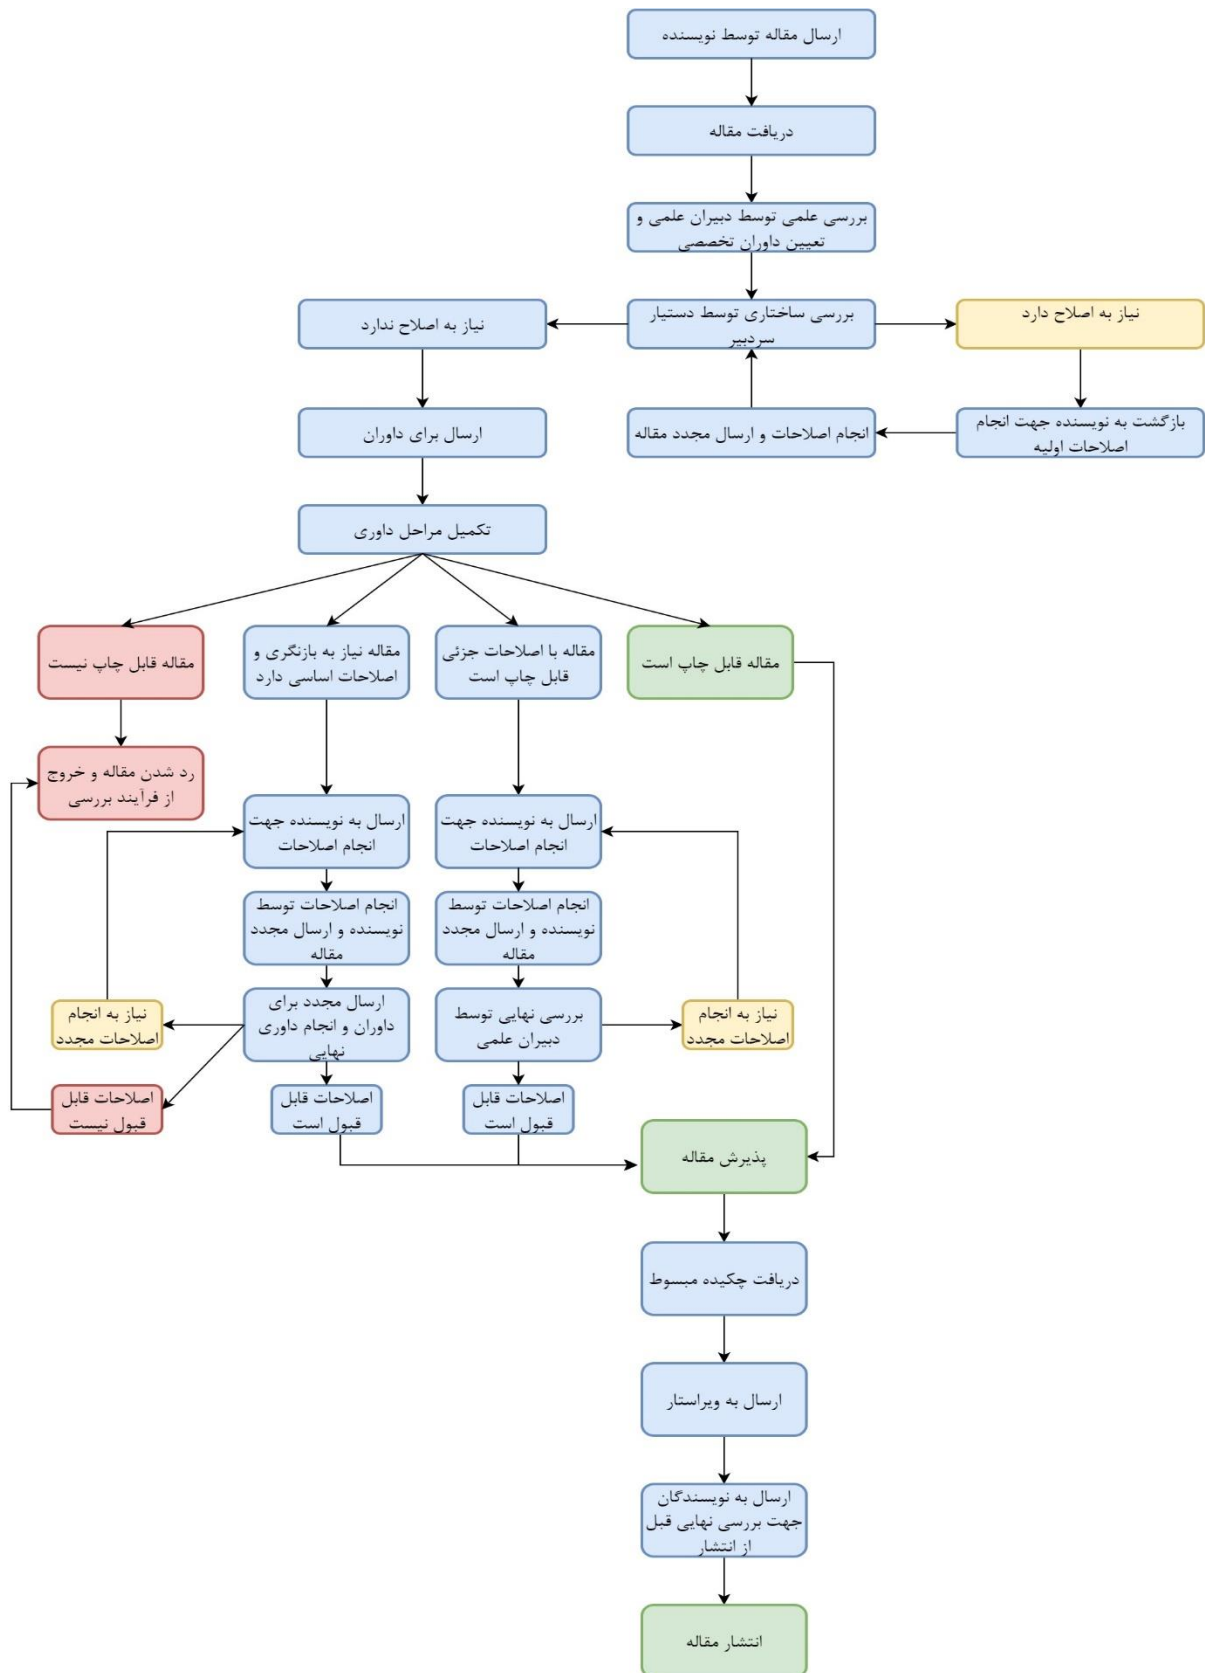 ارسال مقاله توسط نویسنده
دریافت مقاله
بررسی علمی توسط دبیران علمی و
تعیین داوران تخصصی
نیاز به اصلاح دارد
بررسی ساختاری توسط دستیار
سردبیر
نیاز به اصلاح ندارد
بازگشت به نویسنده جهت انجام
اصلاحات اولیه
انجام اصلاحات و ارسال مجدد مقاله
ارسال برای داوران
تکمیل مراحل داوری
مقاله قابل چاپ است
مقاله با اصلاحات جزئی
قابل چاپ است
مقاله نیاز به بازنگری و
اصلاحات اساسی دارد
مقاله قابل چاپ نیست
رد شدن مقاله و خروج
از فرآیند بررسی
ارسال به نویسنده جهت
انجام اصلاحات
ارسال به نویسنده جهت
انجام اصلاحات
انجام اصلاحات توسط
نویسنده و ارسال مجدد
مقاله
انجام اصلاحات توسط
نویسنده و ارسال مجدد
مقاله
نیاز به انجام
اصلاحات مجدد
بررسی نهایی توسط
دبیران علمی
ارسال مجدد برای
داوران و انجام داوری
نهایی
نیاز به انجام
اصلاحات مجدد
اصلاحات قابل
قبول است
اصلاحات قابل
قبول است
اصلاحات قابل
قبول نیست
پذیرش مقاله
دریافت چکیده مبسوط
ارسال به ویراستار
ارسال به نویسندگان
جهت بررسی نهایی قبل
از انتشار
انتشار مقاله